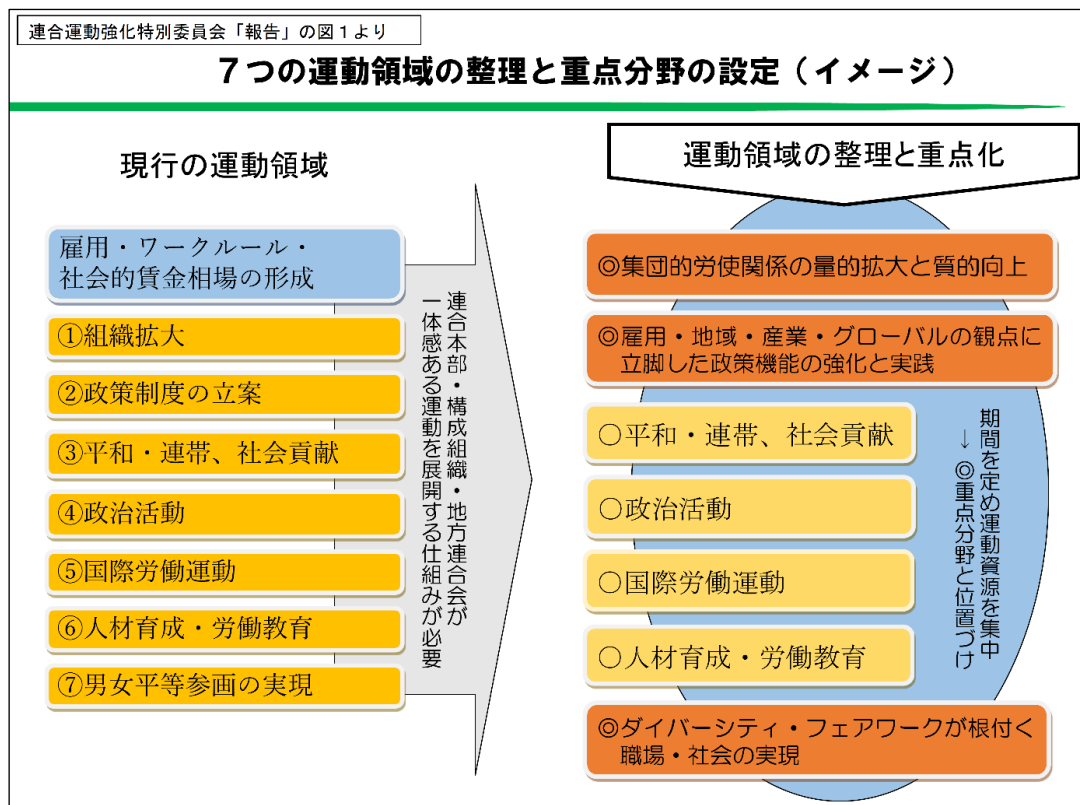 連合運動強化特別委員会「報告」の図１より
７つの運動領域の整理と重点分野の設定（イメージ）
現行の運動領域
雇用・ワークルール・
社会的賃金相場の形成
①組織拡大
②政策制度の立案
③平和・連帯、社会貢献
④政治活動
⑤国際労働運動
⑥人材育成・労働教育
⑦男女平等参画の実現
連合本部・構成組織・地方連合会が
一体感ある運動を展開する仕組みが必要
運動領域の整理と重点化
◎集団的労使関係の量的拡大と質的向上
◎雇用・地域・産業・グローバルの観点に
立脚した政策機能の強化と実践
○平和・連帯、社会貢献
○政治活動
○国際労働運動
○人材育成・労働教育
期間を定め運動資源を集中
→◎重点分野と位置づけ
◎ダイバーシティ・フェアワークが根付く
職場・社会の実現